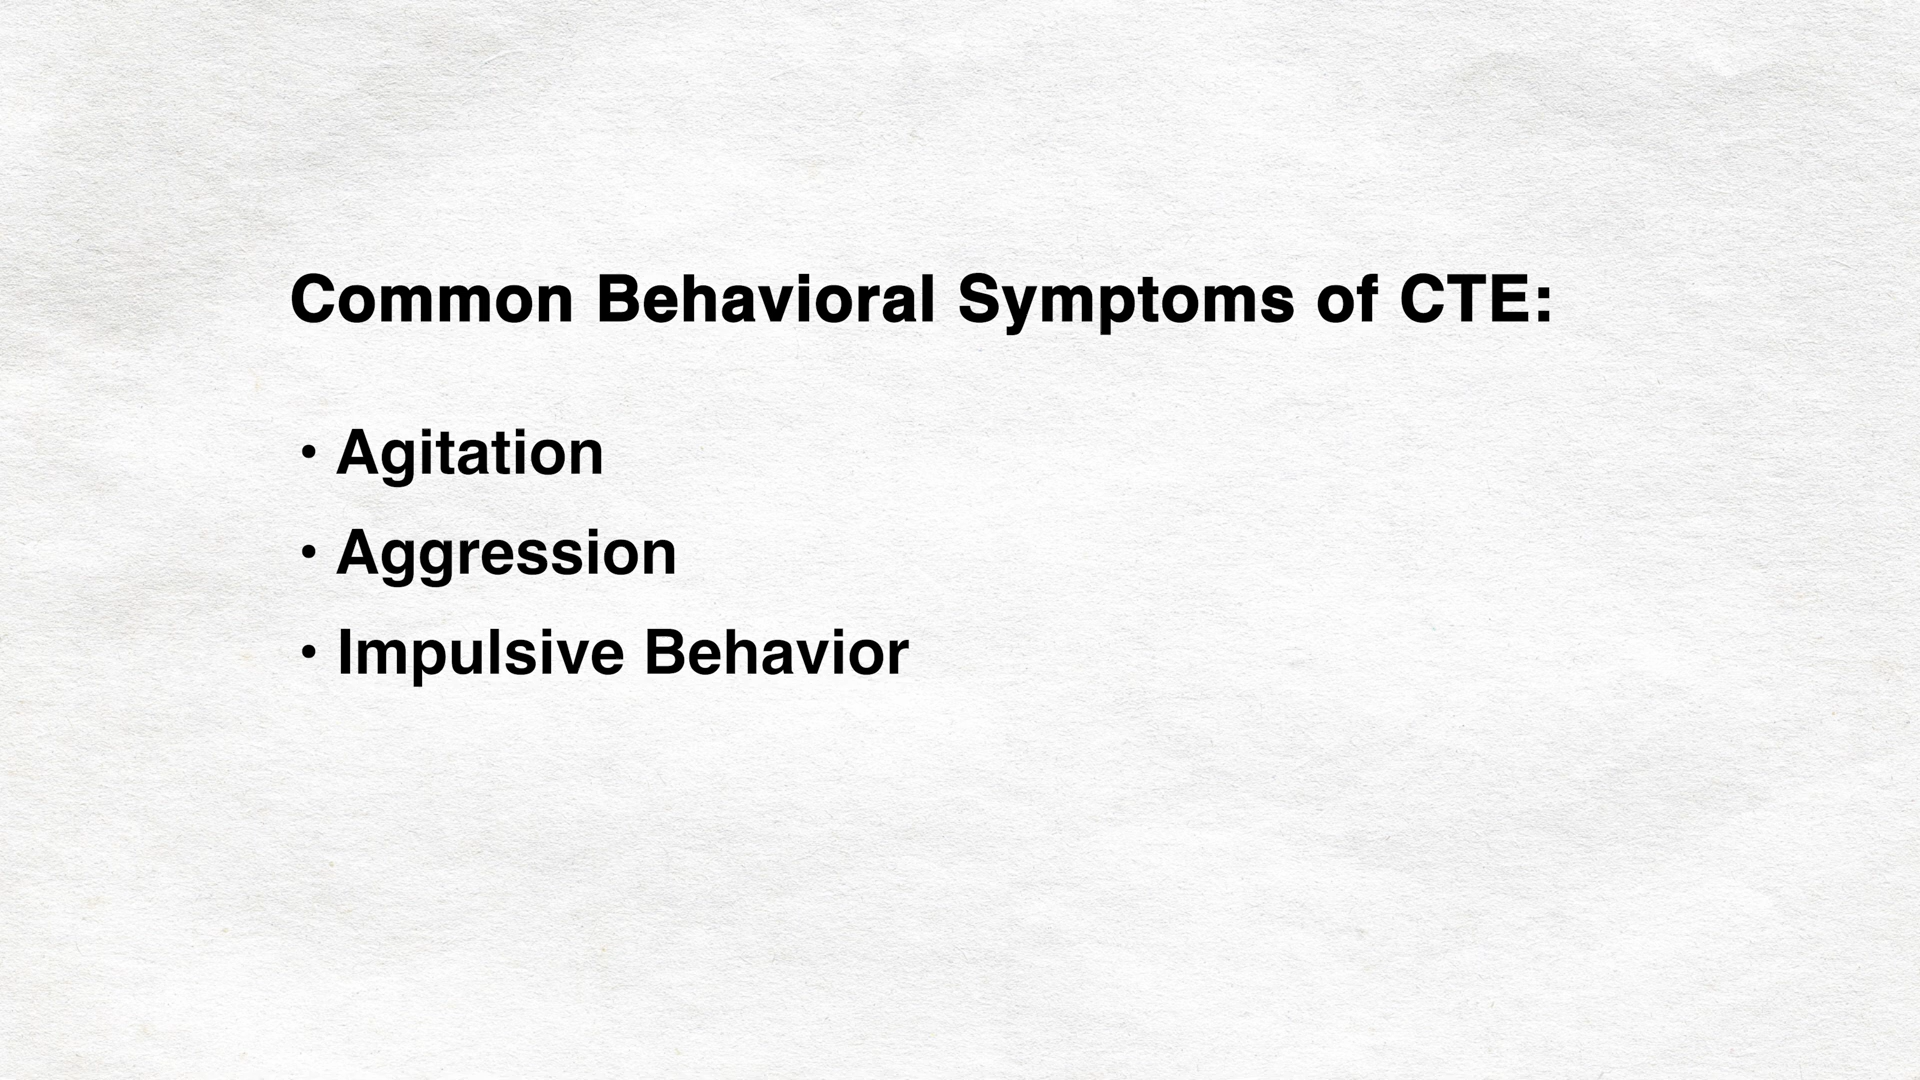 Common Behavioral Symptoms of CTE:
• Agitation
• Aggression
• Impulsive Behavior